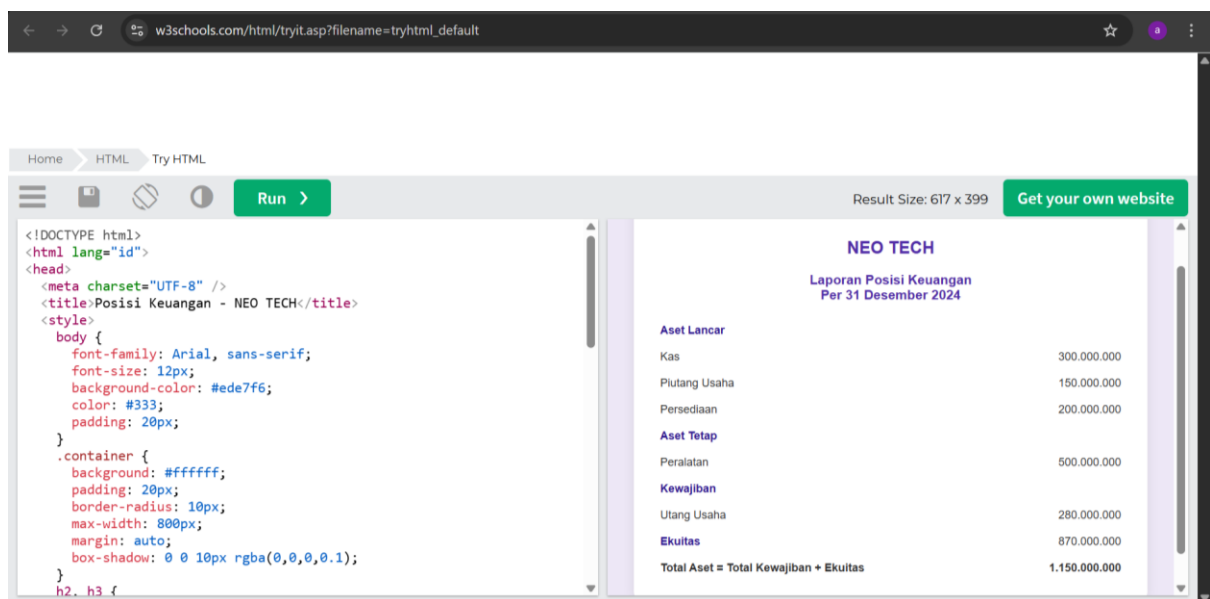 w3schools.com/html/tryit.asp?filename=tryhtml_default
a
Home HTML Try HTML
Run ❯ Result Size: 617 x 399 Get your own website
<!DOCTYPE html>
<html lang="id">
<head>
<meta charset="UTF-8" />
<title>Posisi Keuangan - NEO TECH</title>
<style>
body {
font-family: Arial, sans-serif;
font-size: 12px;
background-color: #ede7f6;
color: #333;
padding: 20px;
}
.container {
background: #ffffff;
padding: 20px;
border-radius: 10px;
max-width: 800px;
margin: auto;
box-shadow: 0 0 10px rgba(0,0,0,0.1);
}
h2, h3 {
NEO TECH
Laporan Posisi Keuangan
Per 31 Desember 2024
Aset Lancar
Kas 300.000.000
Piutang Usaha 150.000.000
Persediaan 200.000.000
Aset Tetap
Peralatan 500.000.000
Kewajiban
Utang Usaha 280.000.000
Ekuitas 870.000.000
Total Aset = Total Kewajiban + Ekuitas 1.150.000.000